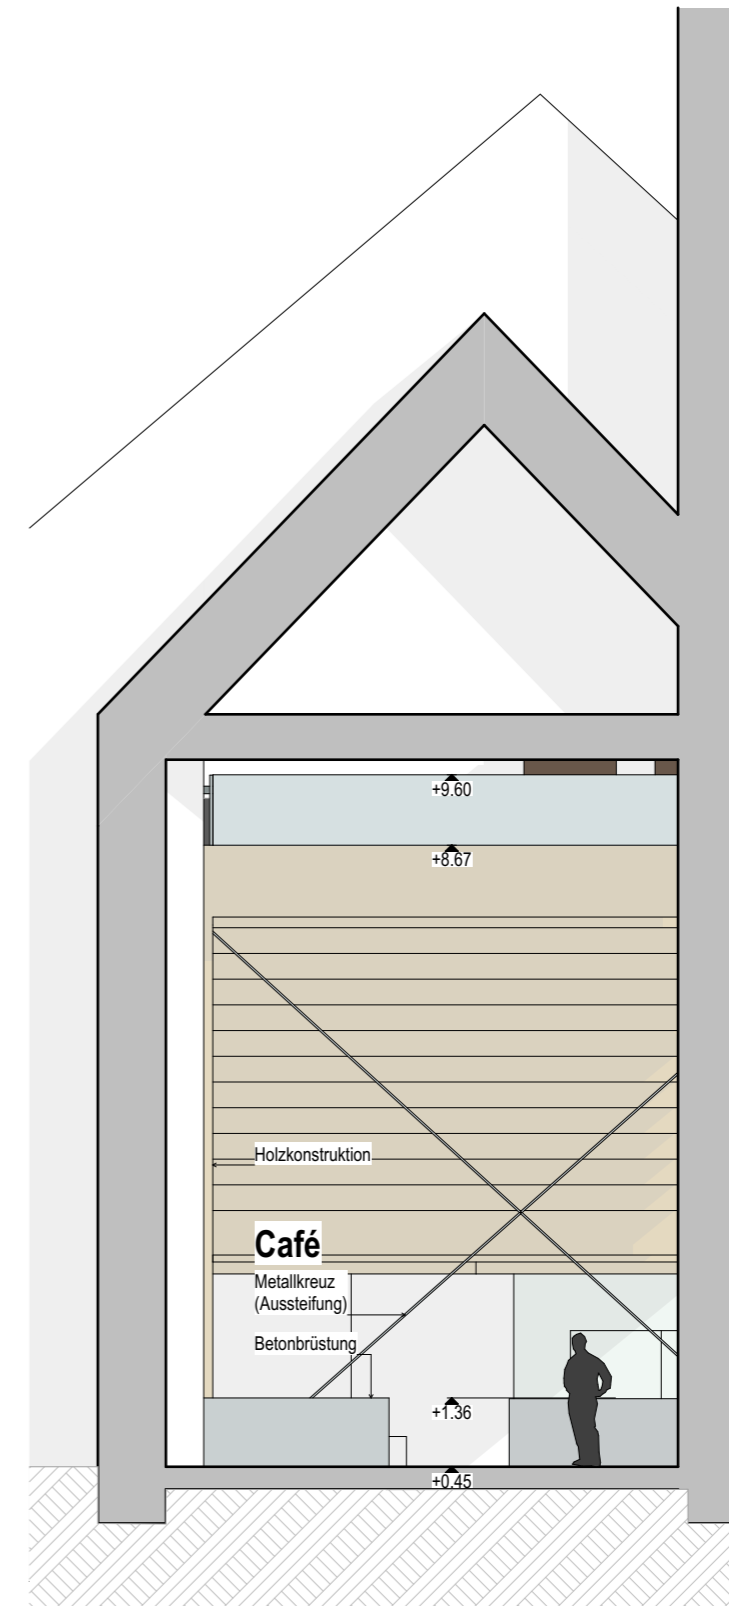 +9.60
+8.67
Holzkonstruktion
Café
Metallkreuz
(Aussteifung)
Betonbrüstung
+1.36
+0.45